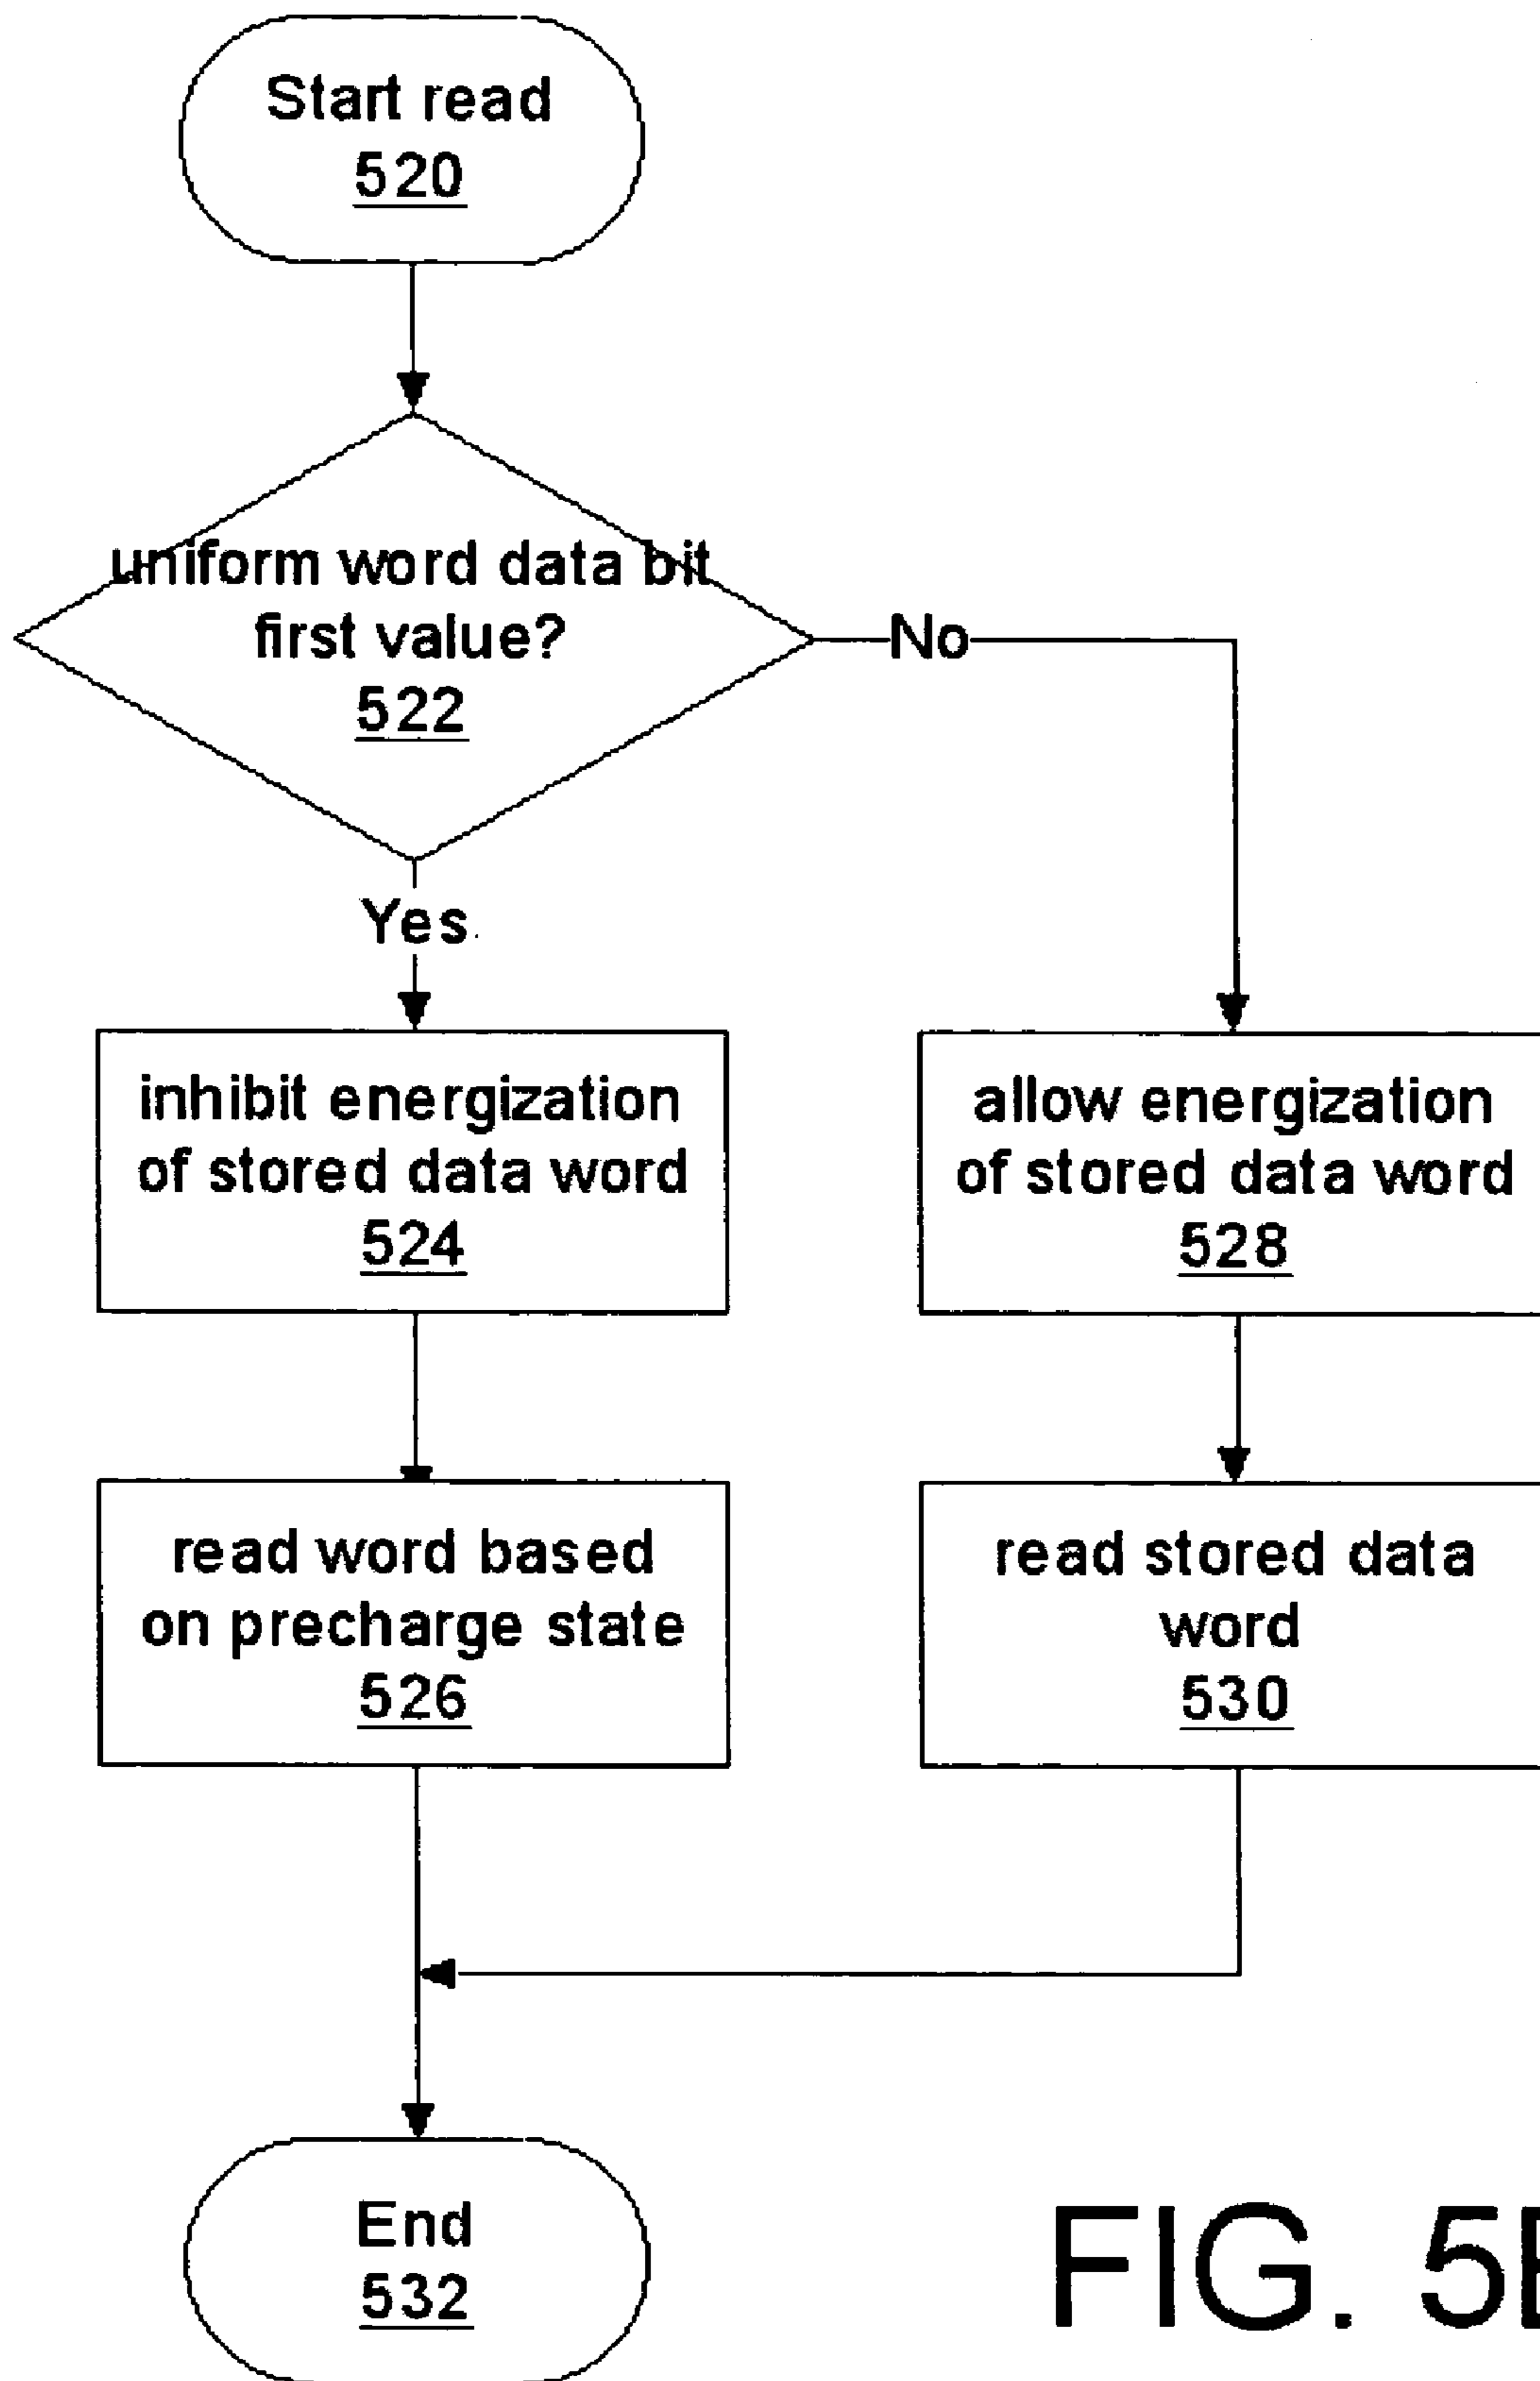 Start read
520
uniform word data bit
first value?
522
No
Yes
inhibit energization
of stored data word
524
allow energization
of stored data word
528
read word based
on precharge state
526
read stored data
word
530
End
532
FIG. 5